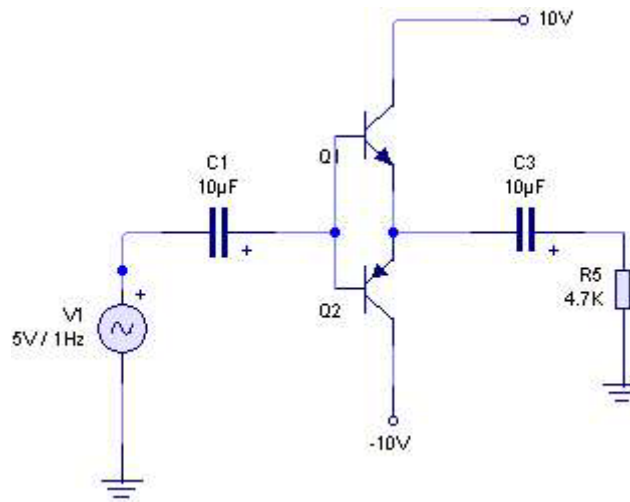 10V
C1
10µF
Q1
C3
10µF
+
+
R5
4.7K
+
V1
5V / 1Hz
Q2
-10V